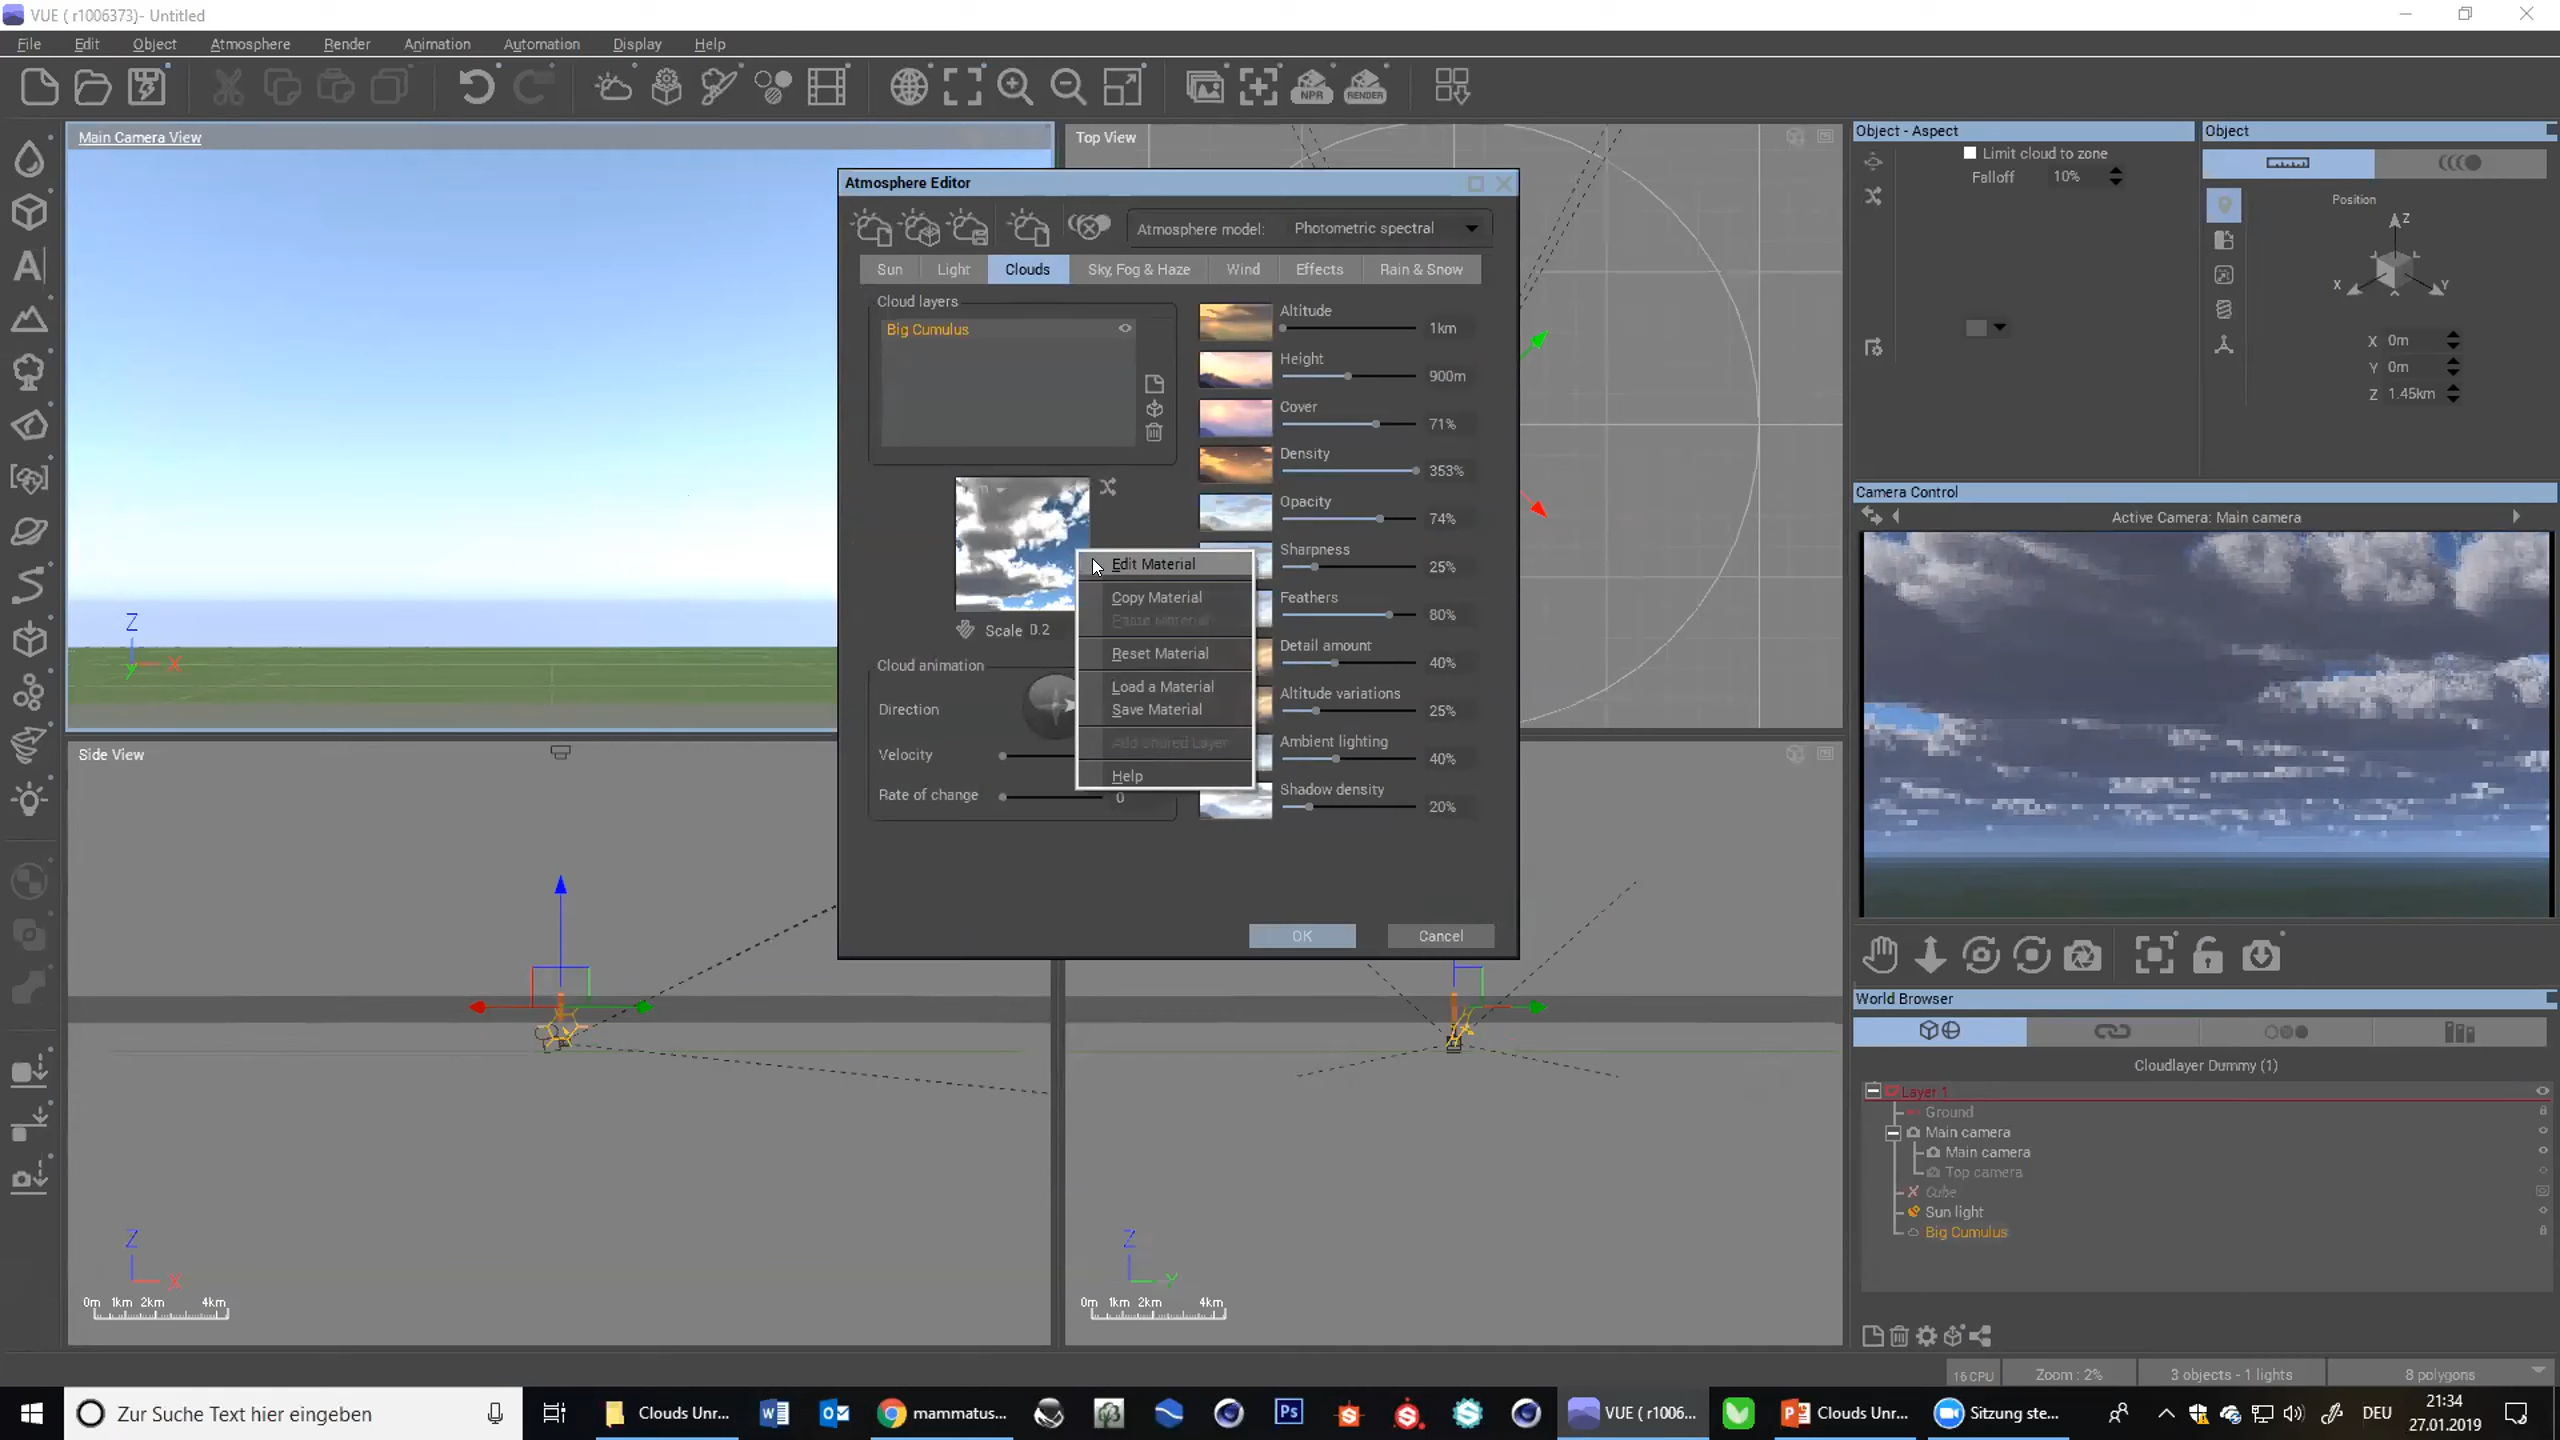 VUE ( r1006373)- Untitled
File Edit Object Atmosphere Render Animation Automation Display Help
NPR RENDER
Main Camera View
Z
X
y
Top View
Side View
Z
X
0m 1km 2km 4km
Z
Y
0m 1km 2km 4km
Atmosphere Editor
Atmosphere model: Photometric spectral
Sun Light Clouds Sky, Fog & Haze Wind Effects Rain & Snow
Cloud layers
Big Cumulus
Scale 0.2
Cloud animation
Direction
Velocity
Rate of change 0
Edit Material
Copy Material
Paste Material
Reset Material
Load a Material
Save Material
Add Shared Layer
Help
Altitude
1km
Height
900m
Cover
71%
Density
353%
Opacity
74%
Sharpness
25%
Feathers
80%
Detail amount
40%
Altitude variations
25%
Ambient lighting
40%
Shadow density
20%
OK Cancel
Object - Aspect
Limit cloud to zone
Falloff 10%
Object
Position
Z
X Y
X 0m
Y 0m
Z 1.45km
Camera Control
Active Camera: Main camera
World Browser
Cloudlayer Dummy (1)
Layer 1
Ground
Main camera
Main camera
Top camera
Cube
Sun light
Big Cumulus
16 CPU Zoom : 2% 3 objects - 1 lights 8 polygons
Zur Suche Text hier eingeben
Clouds Unr...
mammatus...
Ps
VUE ( r1006...
Clouds Unr...
Sitzung ste...
DEU
21:34
27.01.2019